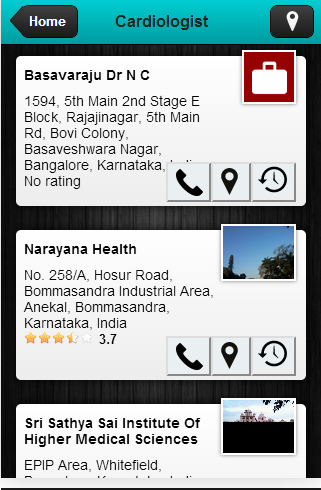 Home
Cardiologist
Basavaraju Dr N C
1594, 5th Main 2nd Stage E
Block, Rajajinagar, 5th Main
Rd, Bovi Colony,
Basaveshwara Nagar,
Bangalore, Karnataka,
No rating
Narayana Health
No. 258/A, Hosur Road,
Bommasandra Industrial Area,
Anekal, Bommasandra,
Karnataka, India
3.7
Sri Sathya Sai Institute Of
Higher Medical Sciences
EPIP Area, Whitefield,